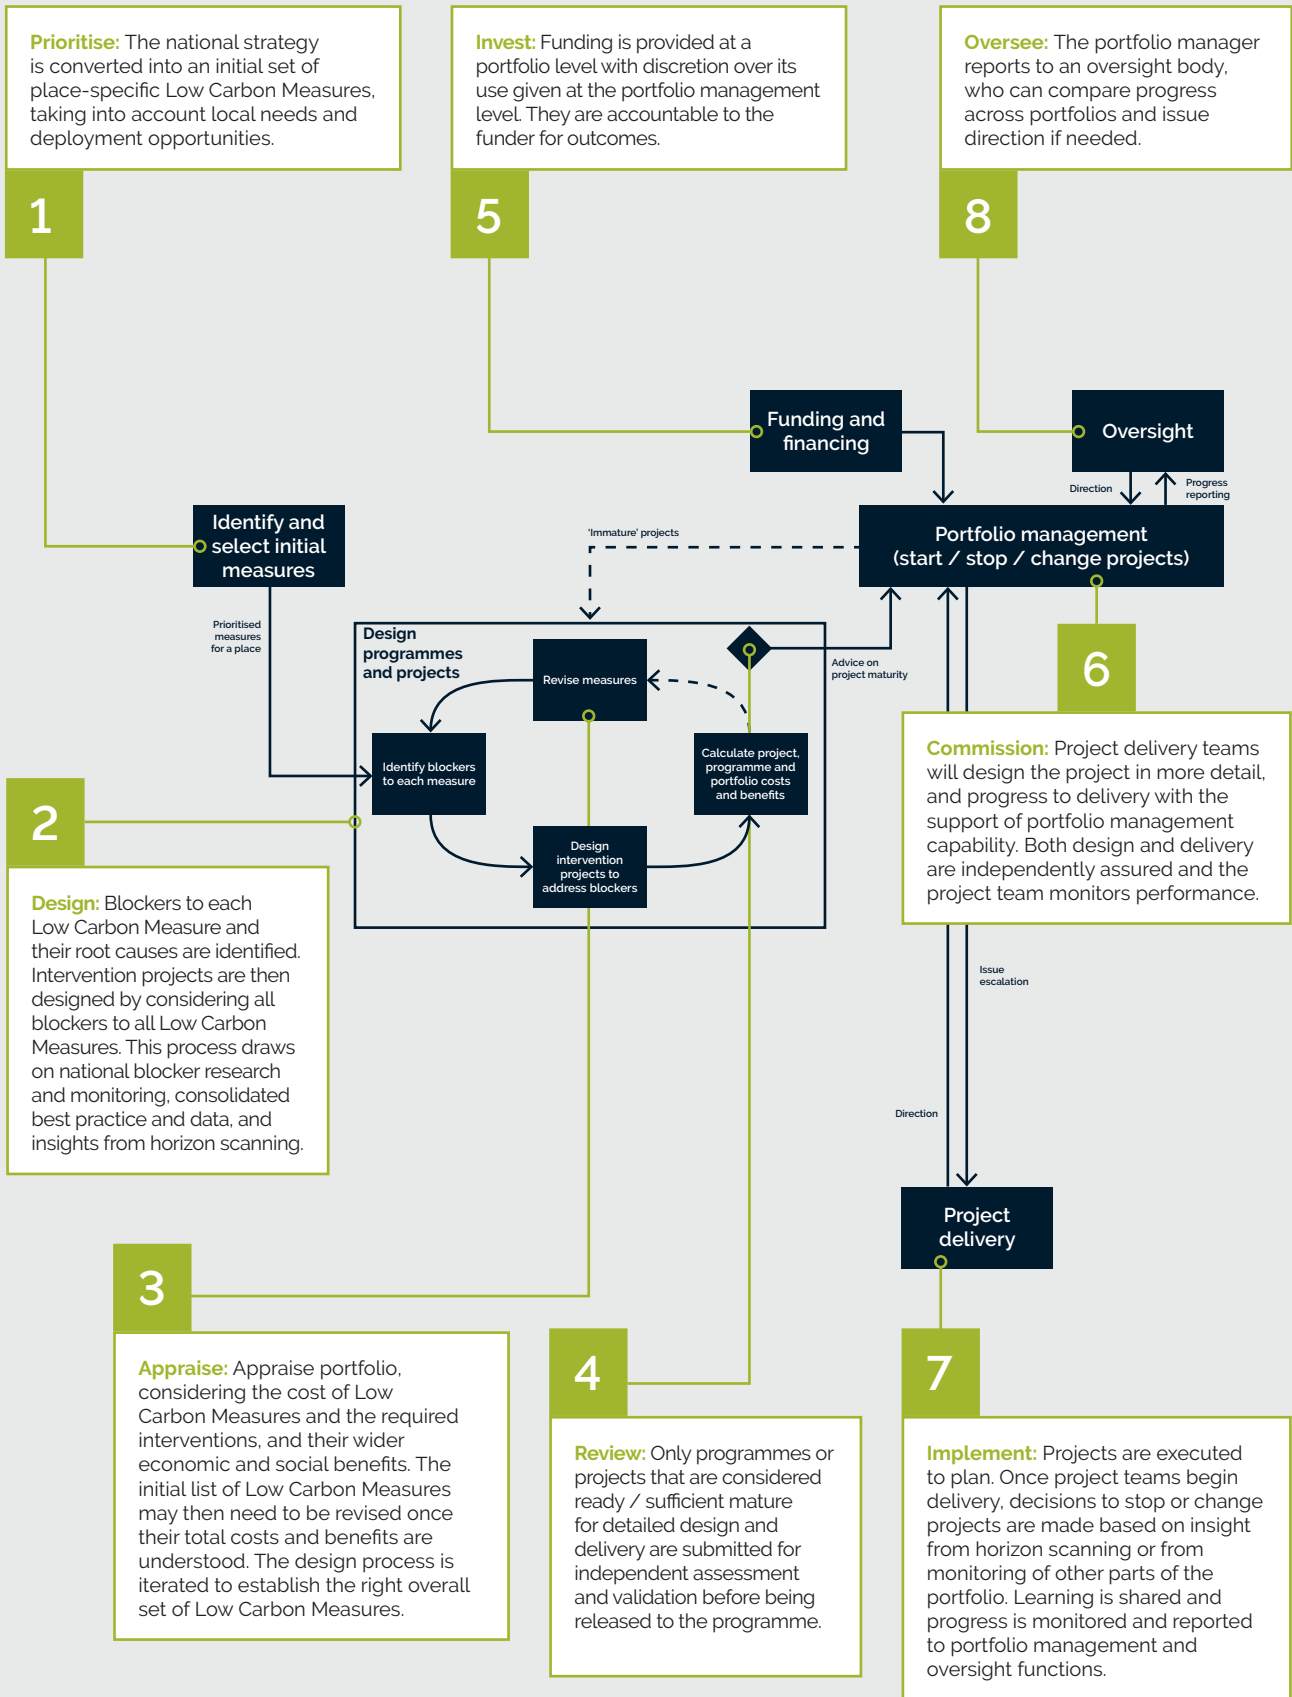 Prioritise: The national strategy
is converted into an initial set of
place-specific Low Carbon Measures,
taking into account local needs and
deployment opportunities.
1
Invest: Funding is provided at a
portfolio level with discretion over its
use given at the portfolio management
level. They are accountable to the
funder for outcomes.
5
Oversee: The portfolio manager
reports to an oversight body,
who can compare progress
across portfolios and issue
direction if needed.
8
Funding and
financing
Oversight
Direction
Progress
reporting
Identify and
select initial
measures
'Immature' projects
Portfolio management
(start / stop / change projects)
Prioritised
measures
for a place
Design
programmes
and projects
Revise measures
Advice on
project maturity
Identify blockers
to each measure
Calculate project,
programme and
portfolio costs
and benefits
Design
intervention
projects to
address blockers
6
Commission: Project delivery teams
will design the project in more detail,
and progress to delivery with the
support of portfolio management
capability. Both design and delivery
are independently assured and the
project team monitors performance.
2
Design: Blockers to each
Low Carbon Measure and
their root causes are identified.
Intervention projects are then
designed by considering all
blockers to all Low Carbon
Measures. This process draws
on national blocker research
and monitoring, consolidated
best practice and data, and
insights from horizon scanning.
Issue
escalation
Direction
Project
delivery
3
Appraise: Appraise portfolio,
considering the cost of Low
Carbon Measures and the required
interventions, and their wider
economic and social benefits. The
initial list of Low Carbon Measures
may then need to be revised once
their total costs and benefits are
understood. The design process is
iterated to establish the right overall
set of Low Carbon Measures.
4
Review: Only programmes or
projects that are considered
ready / sufficient mature
for detailed design and
delivery are submitted for
independent assessment
and validation before being
released to the programme.
7
Implement: Projects are executed
to plan. Once project teams begin
delivery, decisions to stop or change
projects are made based on insight
from horizon scanning or from
monitoring of other parts of the
portfolio. Learning is shared and
progress is monitored and reported
to portfolio management and
oversight functions.